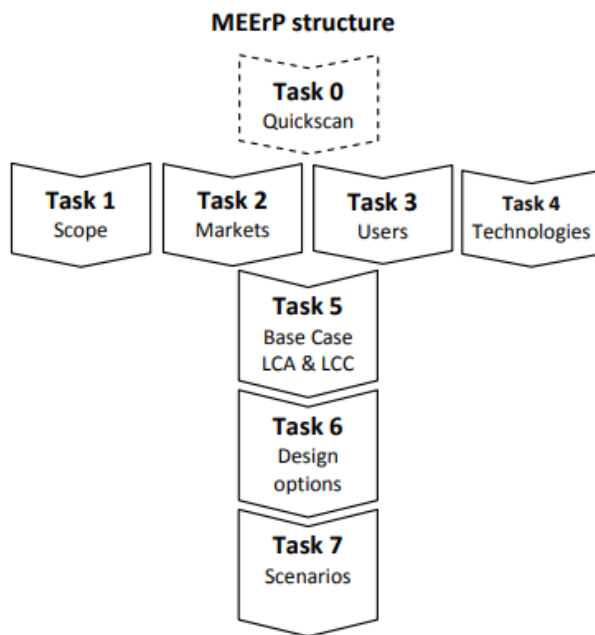 MEErP structure
Task 0
Quickscan
Task 1
Scope
Task 2
Markets
Task 3
Users
Task 4
Technologies
Task 5
Base Case
LCA & LCC
Task 6
Design
options
Task 7
Scenarios